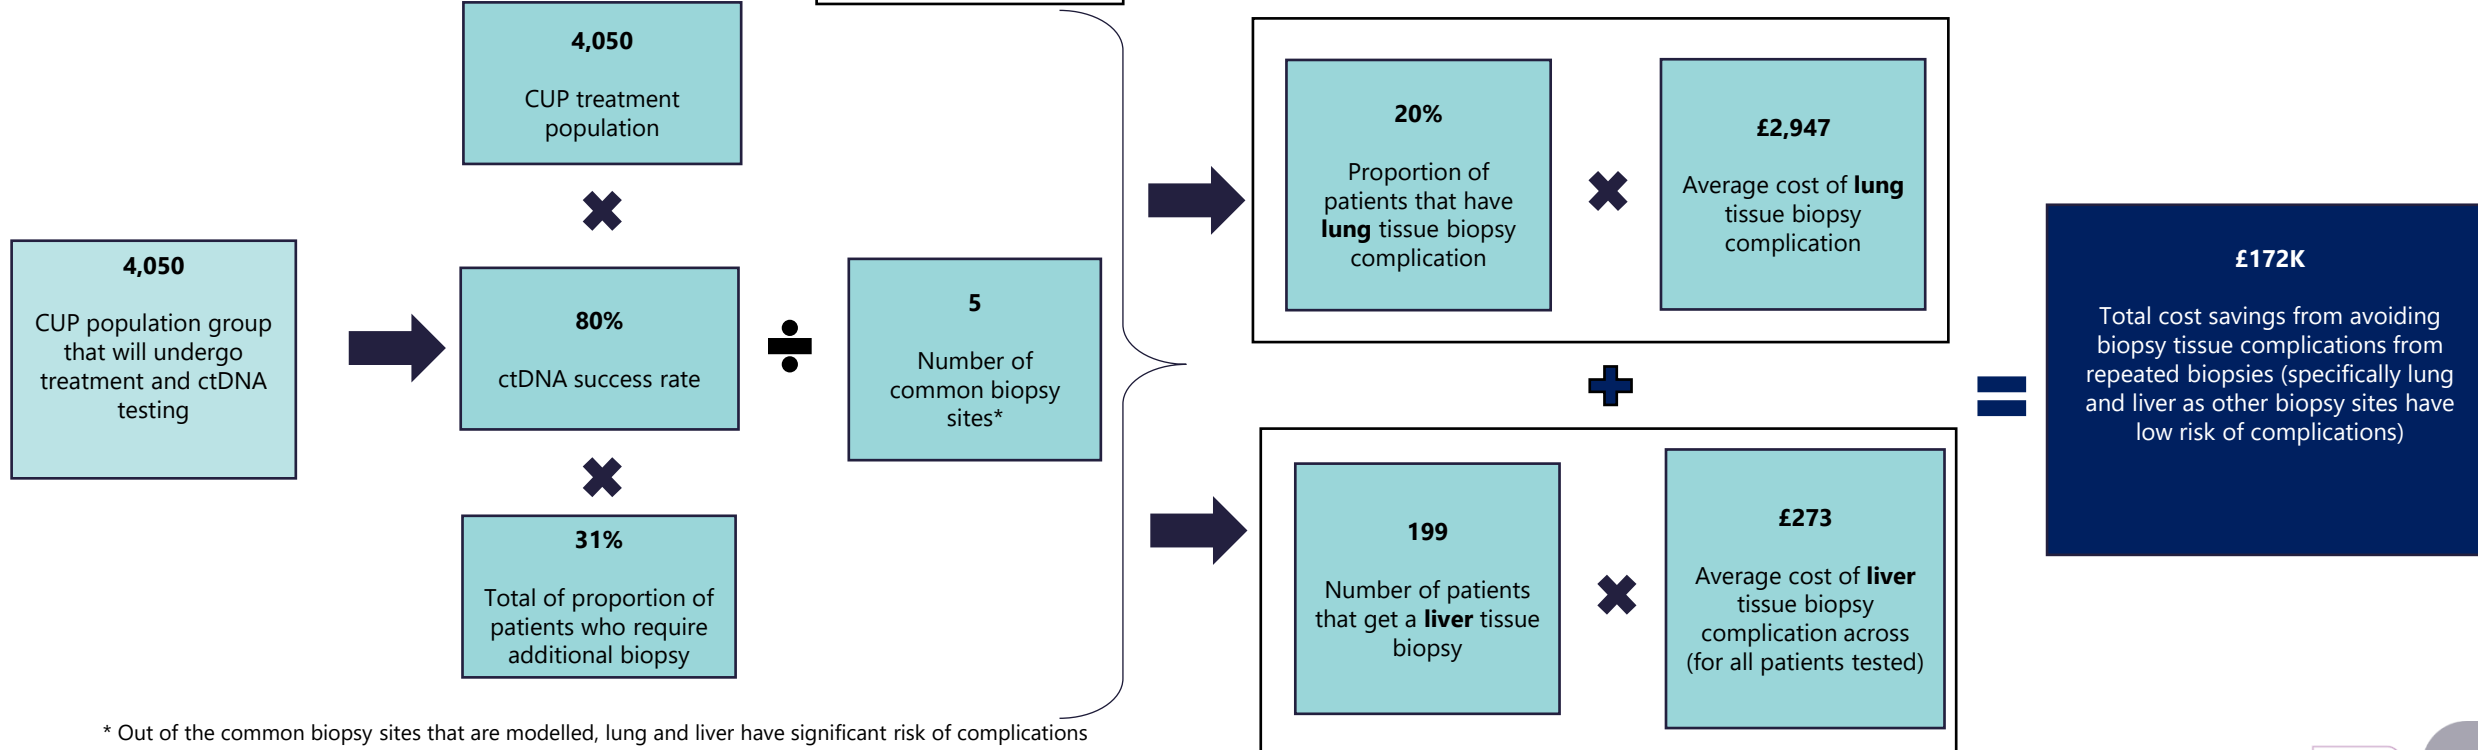 4,050
CUP population group
that will undergo
treatment and ctDNA
testing
4,050
CUP treatment
population
80%
ctDNA success rate
31%
Total of proportion of
patients who require
additional biopsy
5
Number of
common biopsy
sites*
20%
Proportion of
patients that have
lung tissue biopsy
complication
£2,947
Average cost of lung
tissue biopsy
complication
199
Number of patients
that get a liver tissue
biopsy
£273
Average cost of liver
tissue biopsy
complication across
(for all patients tested)
£172K
Total cost savings from avoiding
biopsy tissue complications from
repeated biopsies (specifically lung
and liver as other biopsy sites have
low risk of complications)
* Out of the common biopsy sites that are modelled, lung and liver have significant risk of complications